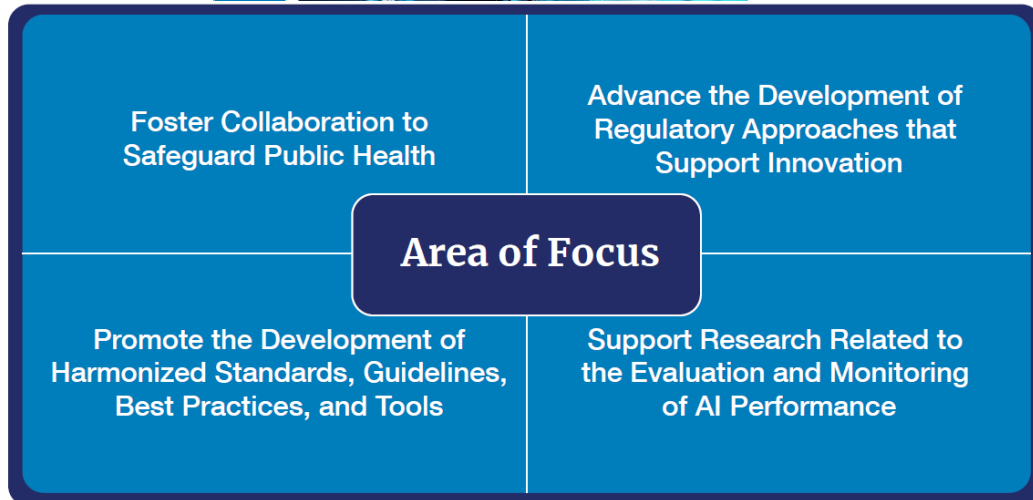 Foster Collaboration to
Safeguard Public Health
Advance the Development of
Regulatory Approaches that
Support Innovation
Area of Focus
Promote the Development of
Harmonized Standards, Guidelines,
Best Practices, and Tools
Support Research Related to
the Evaluation and Monitoring
of AI Performance